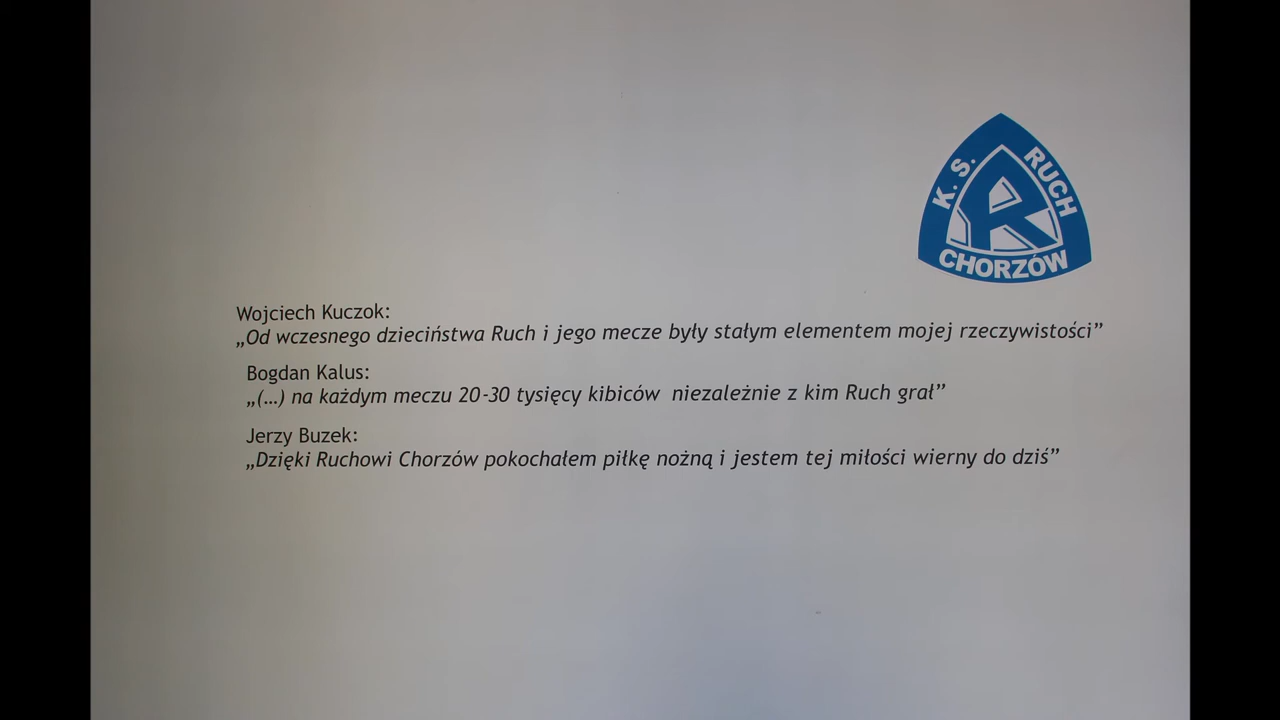 K. S. RUCH
CHORZÓW
Wojciech Kuczok:
„Od wczesnego dzieciństwa Ruch i jego mecze były stałym elementem mojej rzeczywistości”
Bogdan Kalus:
„(...) na każdym meczu 20-30 tysięcy kibiców niezależnie z kim Ruch grał”
Jerzy Buzek:
„Dzięki Ruchowi Chorzów pokochałem piłkę nożną i jestem tej miłości wierny do dziś”